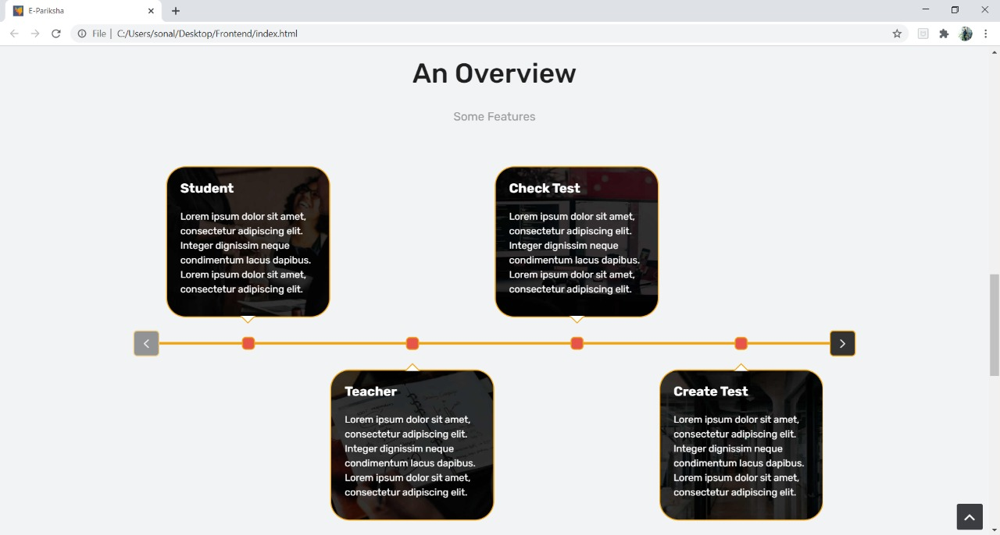 E-Pariksha
File | C:/Users/sonal/Desktop/Frontend/index.html
An Overview
Some Features
Student
Lorem ipsum dolor sit amet,
consectetur adipiscing elit.
Integer dignissim neque
condimentum lacus dapibus.
Lorem ipsum dolor sit amet,
consectetur adipiscing elit.
Check Test
Lorem ipsum dolor sit amet,
consectetur adipiscing elit.
Integer dignissim neque
condimentum lacus dapibus.
Lorem ipsum dolor sit amet,
consectetur adipiscing elit.
Teacher
Lorem ipsum dolor sit amet,
consectetur adipiscing elit.
Integer dignissim neque
condimentum lacus dapibus.
Lorem ipsum dolor sit amet,
consectetur adipiscing elit.
Create Test
Lorem ipsum dolor sit amet,
consectetur adipiscing elit.
Integer dignissim neque
condimentum lacus dapibus.
Lorem ipsum dolor sit amet,
consectetur adipiscing elit.